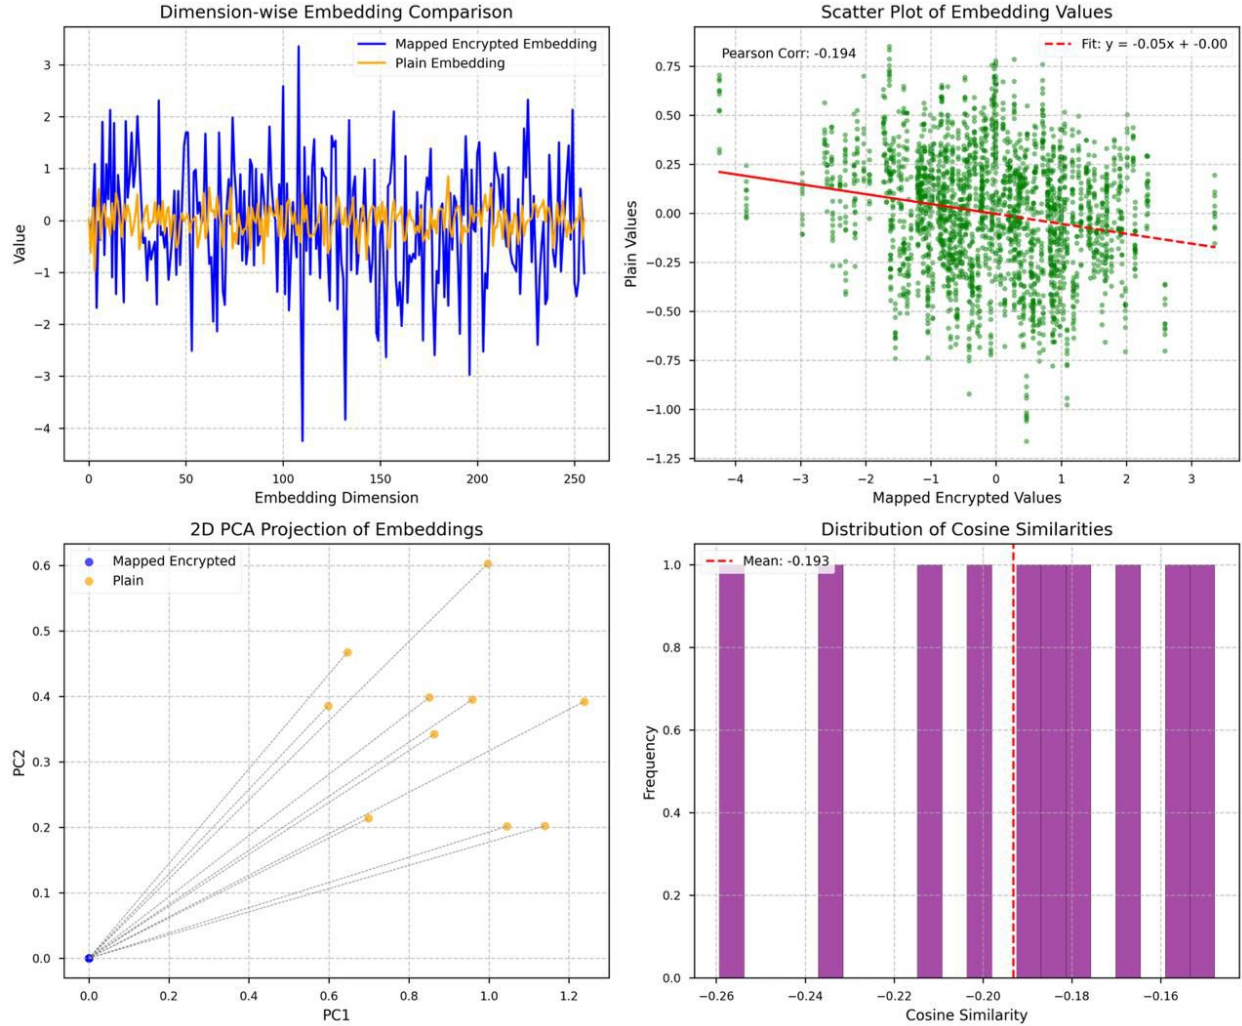 Dimension-wise Embedding Comparison
Mapped Encrypted Embedding
Plain Embedding
3
2
1
0
−1
−2
−3
−4
Value
0 50 100 150 200 250
Embedding Dimension
Scatter Plot of Embedding Values
Pearson Corr: -0.194
Fit: y = -0.05x + -0.00
0.75
0.50
0.25
0.00
−0.25
−0.50
−0.75
−1.00
−1.25
Plain Values
−4 −3 −2 −1 0 1 2 3
Mapped Encrypted Values
2D PCA Projection of Embeddings
Mapped Encrypted
Plain
0.6
0.5
0.4
0.3
0.2
0.1
0.0
PC2
0.0 0.2 0.4 0.6 0.8 1.0 1.2
PC1
Distribution of Cosine Similarities
Mean: -0.193
1.0
0.8
0.6
0.4
0.2
0.0
Frequency
−0.26 −0.24 −0.22 −0.20 −0.18 −0.16
Cosine Similarity